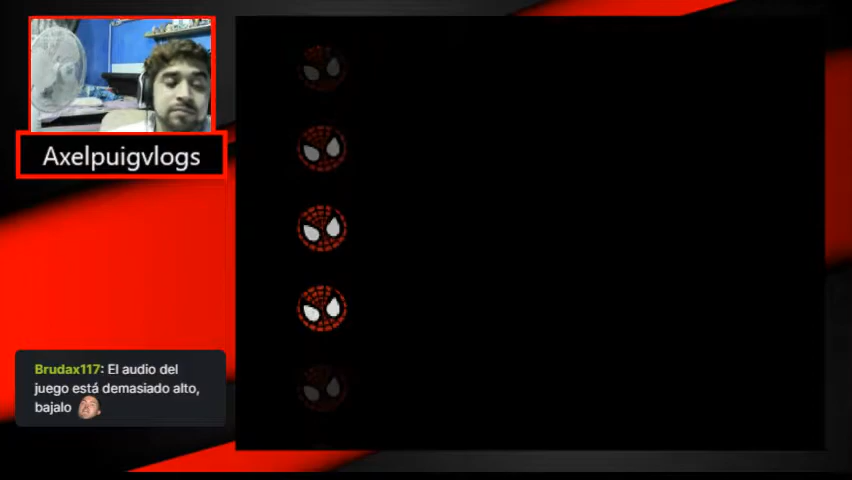 Axelpuigvlogs
Brudax117: El audio del
juego está demasiado alto,
bajalo